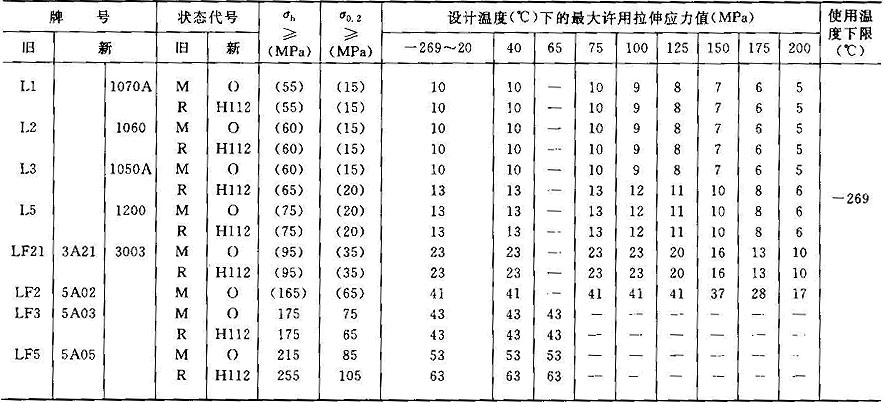 牌 号 状态代号 σb ≥ (MPa) σ0.2 ≥ (MPa) 设计温度(℃)下的最大许用拉伸应力值(MPa) 使用温度下限(℃)
旧 新 旧 新 -269～20 40 65 75 100 125 150 175 200
L1 1070A M O (55) (15) 10 10 — 10 9 8 7 6 5
R H112 (55) (15) 10 10 — 10 9 8 7 6 5
L2 1060 M O (60) (15) 10 10 — 10 9 8 7 6 5
R H112 (60) (15) 10 10 — 10 9 8 7 6 5
L3 1050A M O (60) (15) 10 10 — 10 9 8 7 6 5
R H112 (65) (20) 13 13 — 13 12 11 10 8 6
L5 1200 M O (75) (20) 13 13 — 13 12 11 10 8 6
-269
R H112 (75) (20) 13 13 — 13 12 11 10 8 6
LF21 3A21 3003 M O (95) (35) 23 23 — 23 23 20 16 13 10
R H112 (95) (35) 23 23 — 23 23 20 16 13 10
LF2 5A02 M O (165) (65) 41 41 — 41 41 41 37 28 17
LF3 5A03 M O 175 75 43 43 43 — — — — — —
R H112 175 65 43 43 43 — — — — — —
LF5 5A05 M O 215 85 53 53 53 — — — — — —
R H112 255 105 63 63 63 — — — — — —